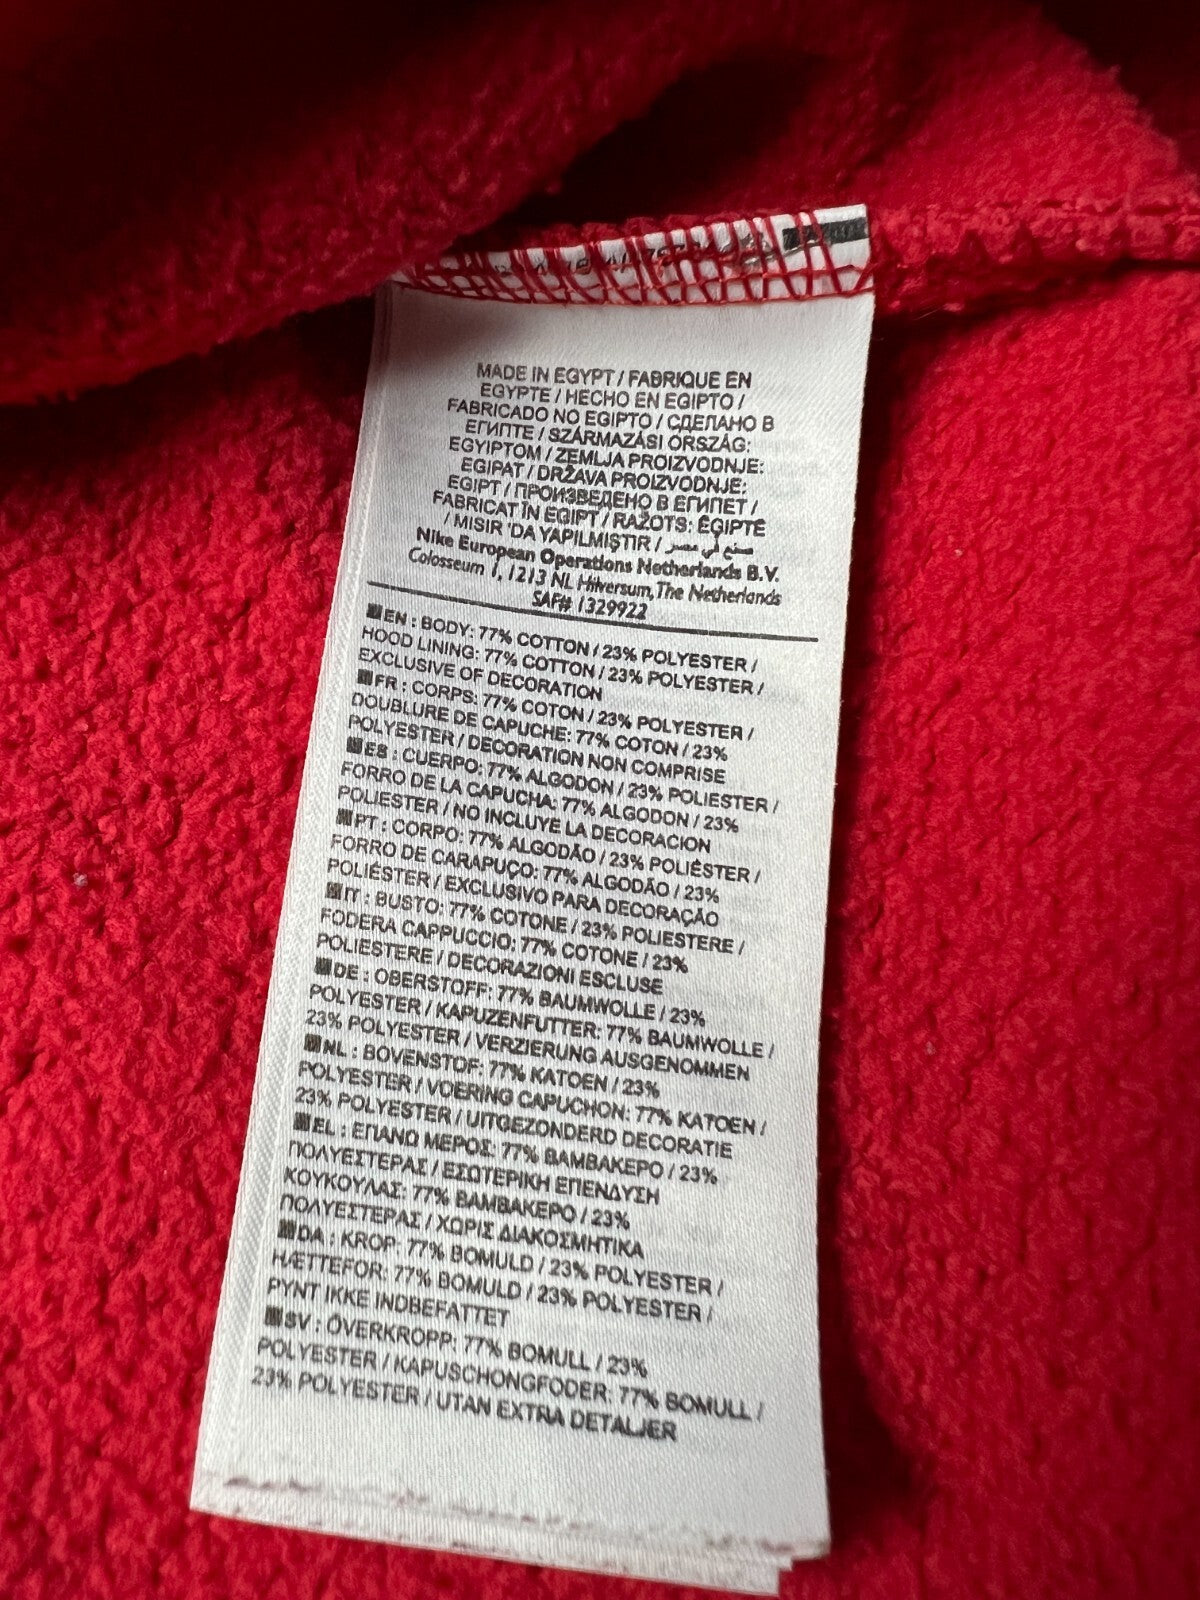 MADE IN EGYPT / FABRIQUE EN
EGYPTE / HECHO EN EGIPTO /
FABRICADO NO EGIPTO / СДЕЛАНО В
ЕГИПТЕ / SZÁRMAZÁSI ORSZÁG:
EGYIPTOM / ZEMLJA PROIZVODNJE:
EGIPAT / DRŽAVA PROIZVODNJE:
EGIPT / ПРОИЗВЕДЕНО В ЕГИПЕТ /
FABRICAT ÎN EGIPT / RAŽOTS: ĒĢIPTĒ
/ MISIR 'DA YAPILMIŞTIR / صنع في مصر
Nike European Operations Netherlands B.V.
Colosseum 1, 1213 NL Hilversum, The Netherlands
SAF# 1329922
EN : BODY: 77% COTTON / 23% POLYESTER /
HOOD LINING: 77% COTTON / 23% POLYESTER /
EXCLUSIVE OF DECORATION
FR : CORPS: 77% COTON / 23% POLYESTER /
DOUBLURE DE CAPUCHE: 77% COTON / 23%
POLYESTER / DECORATION NON COMPRISE
ES : CUERPO: 77% ALGODON / 23% POLIESTER /
FORRO DE LA CAPUCHA: 77% ALGODON / 23%
POLIESTER / NO INCLUYE LA DECORACION
PT : CORPO: 77% ALGODÃO / 23% POLIÉSTER /
FORRO DE CARAPUÇO: 77% ALGODÃO / 23%
POLIÉSTER / EXCLUSIVO PARA DECORAÇÃO
IT : BUSTO: 77% COTONE / 23% POLIESTERE /
FODERA CAPPUCCIO: 77% COTONE / 23%
POLIESTERE / DECORAZIONI ESCLUSE
DE : OBERSTOFF: 77% BAUMWOLLE / 23%
POLYESTER / KAPUZENFUTTER: 77% BAUMWOLLE /
23% POLYESTER / VERZIERUNG AUSGENOMMEN
NL : BOVENSTOF: 77% KATOEN / 23%
POLYESTER / VOERING CAPUCHON: 77% KATOEN /
23% POLYESTER / UITGEZONDERD DECORATIE
EL : ΕΠΑΝΩ ΜΕΡΟΣ: 77% ΒΑΜΒΑΚΕΡΟ / 23%
ΠΟΛΥΕΣΤΕΡΑΣ / ΕΣΩΤΕΡΙΚΗ ΕΠΕΝΔΥΣΗ
ΚΟΥΚΟΥΛΑΣ: 77% ΒΑΜΒΑΚΕΡΟ / 23%
ΠΟΛΥΕΣΤΕΡΑΣ / ΧΩΡΙΣ ΔΙΑΚΟΣΜΗΤΙΚΑ
DA : KROP: 77% BOMULD / 23% POLYESTER /
HÆTTEFOR: 77% BOMULD / 23% POLYESTER /
PYNT IKKE INDBEFATTET
SV : ÖVERKROPP: 77% BOMULL / 23%
POLYESTER / KAPUSCHONGFODER: 77% BOMULL /
23% POLYESTER / UTAN EXTRA DETALJER